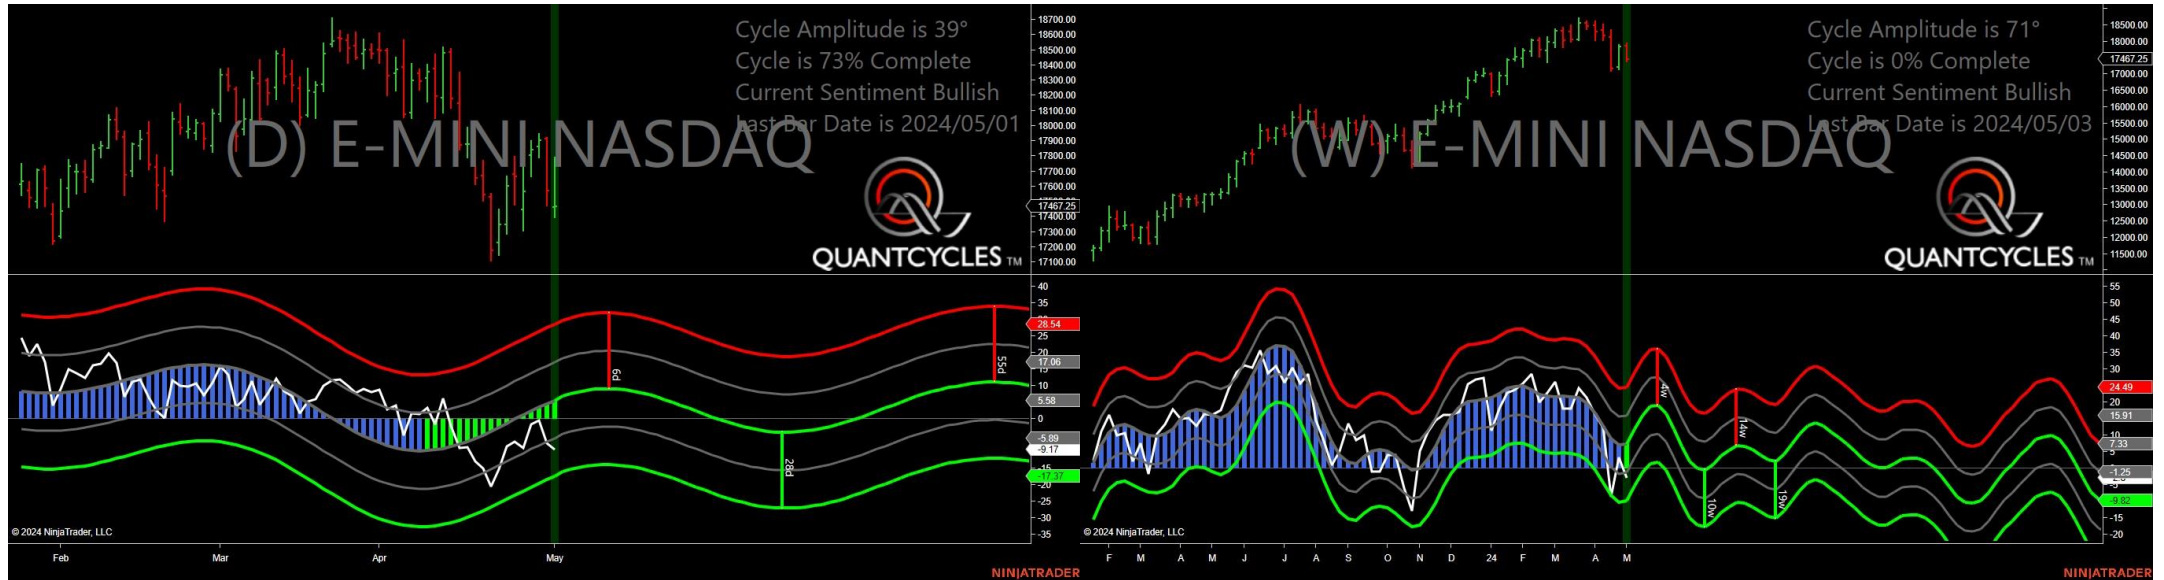 Cycle Amplitude is 39°
Cycle is 73% Complete
Current Sentiment Bullish
Last Bar Date is 2024/05/01
(D) E-MINI NASDAQ
QUANTCYCLES TM
18700.00
18600.00
18400.00
18300.00
18200.00
18100.00
18000.00
17900.00
17800.00
17700.00
17600.00
17467.25
17400.00
17300.00
17200.00
17100.00
40
35
28.54
25
20
17.06
10
5.58
0
-5.89
-9.17
-15
-17.37
-20
-25
-30
-35
6d
28d
55d
© 2024 NinjaTrader, LLC
Feb
Mar
Apr
May
NINJATRADER
Cycle Amplitude is 71°
Cycle is 0% Complete
Current Sentiment Bullish
Last Bar Date is 2024/05/03
(W) E-MINI NASDAQ
QUANTCYCLES TM
18500.00
18000.00
17467.25
17000.00
16500.00
16000.00
15500.00
15000.00
14500.00
14000.00
13500.00
13000.00
12500.00
12000.00
11500.00
55
50
45
40
35
30
24.49
20
15.91
10
7.33
-1.25
-5
-9.82
-15
-20
4w
10w
14w
19w
© 2024 NinjaTrader, LLC
F
M
A
M
J
J
A
S
O
N
D
24
F
M
A
M
NINJATRADER